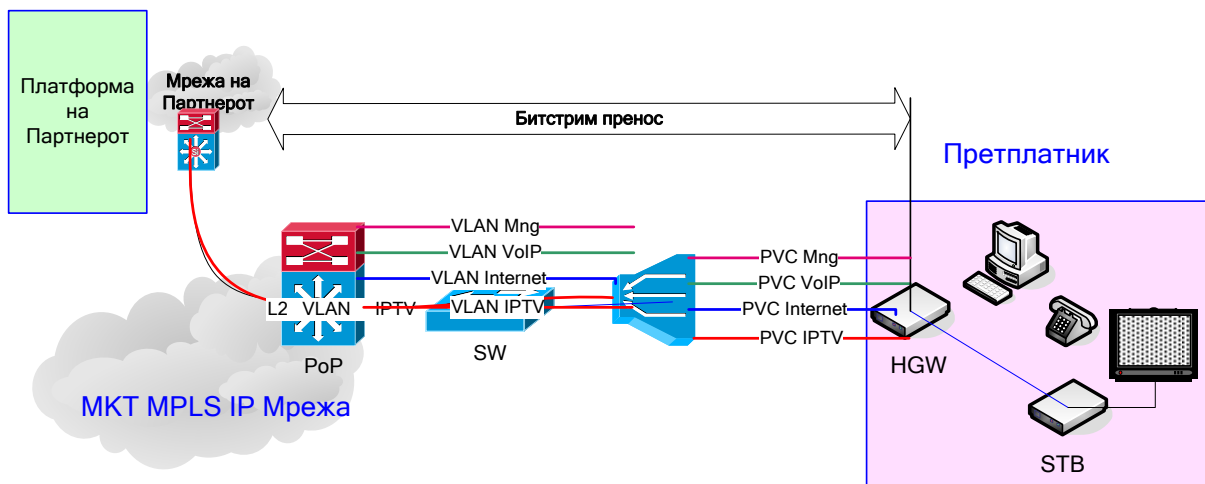 Платформа
на
Партнерот
Мрежа на
Партнерот
Битстрим пренос
Претплатник
VLAN Mng
VLAN VoIP
VLAN Internet
L2 VLAN IPTV
VLAN IPTV
PVC Mng
PVC VoIP
PVC Internet
PVC IPTV
PoP
SW
HGW
MKT MPLS IP Мрежа
STB